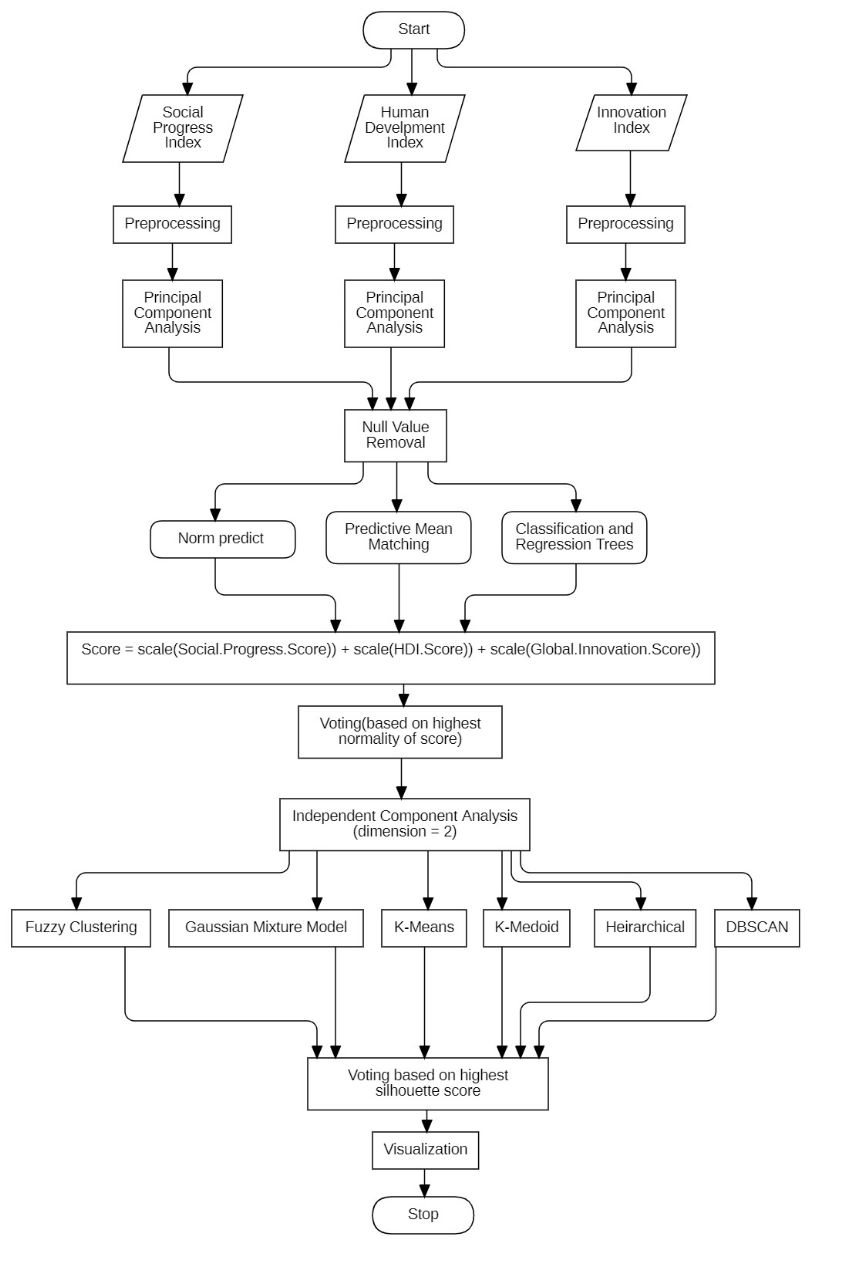 Start
Social
Progress
Index
Human
Develpment
Index
Innovation
Index
Preprocessing
Preprocessing
Preprocessing
Principal
Component
Analysis
Principal
Component
Analysis
Principal
Component
Analysis
Null Value
Removal
Norm predict
Predictive Mean
Matching
Classification and
Regression Trees
Score = scale(Social.Progress.Score)) + scale(HDI.Score)) + scale(Global.Innovation.Score))
Voting(based on highest
normality of score)
Independent Component Analysis
(dimension = 2)
Fuzzy Clustering
Gaussian Mixture Model
K-Means
K-Medoid
Heirarchical
DBSCAN
Voting based on highest
silhouette score
Visualization
Stop